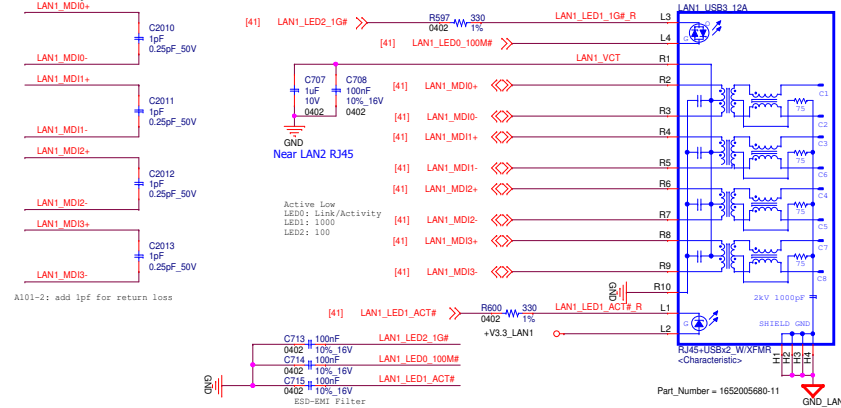 LAN1_MDI0+
C2010
1pF
0.25pF_50V
LAN1_MDI0-
LAN1_MDI1+
C2011
1pF
0.25pF_50V
LAN1_MDI1-
LAN1_MDI2+
C2012
1pF
0.25pF_50V
LAN1_MDI2-
LAN1_MDI3+
C2013
1pF
0.25pF_50V
LAN1_MDI3-
A101-2: add 1pf for return loss
[41] LAN1_LED2_1G#
R597 330
0402 1%
LAN1_LED1_1G#_R
L3
[41] LAN1_LED0_100M#
L4
LAN1_VCT
R1
C707
1uF
10V
0402
C708
100nF
10%_16V
0402
GND
Near LAN2 RJ45
[41] LAN1_MDI0+
R2
[41] LAN1_MDI0-
R3
[41] LAN1_MDI1+
R4
[41] LAN1_MDI1-
R5
[41] LAN1_MDI2+
R6
[41] LAN1_MDI2-
R7
[41] LAN1_MDI3+
R8
[41] LAN1_MDI3-
R9
GND
R10
Active Low
LED0: Link/Activity
LED1: 1000
LED2: 100
[41] LAN1_LED1_ACT#
R600 330
0402 1%
LAN1_LED1_ACT#_R
L1
+V3.3_LAN1
L2
C713 100nF
0402 10%_16V
LAN1_LED2_1G#
C714 100nF
0402 10%_16V
LAN1_LED0_100M#
C715 100nF
0402 10%_16V
LAN1_LED1_ACT#
GND
ESD-EMI Filter
LAN1_USB3_12A
G
O
C1
75
C2
C3
75
C6
C4
75
C5
C7
75
C8
2kV 1000pF
G
SHIELD GND
RJ45+USBx2_W/XFMR
<Characteristic>
H1
H2
H3
H4
Part_Number = 1652005680-11
GND_LAN